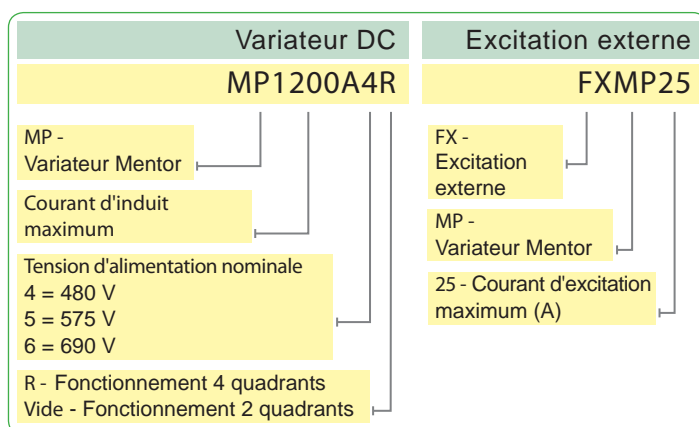 Variateur DC
MP1200A4R
MP -
Variateur Mentor
Courant d'induit
maximum
Tension d'alimentation nominale
4 = 480 V
5 = 575 V
6 = 690 V
R - Fonctionnement 4 quadrants
Vide - Fonctionnement 2 quadrants
Excitation externe
FXMP25
FX -
Excitation
externe
MP -
Variateur Mentor
25 - Courant d'excitation
maximum (A)